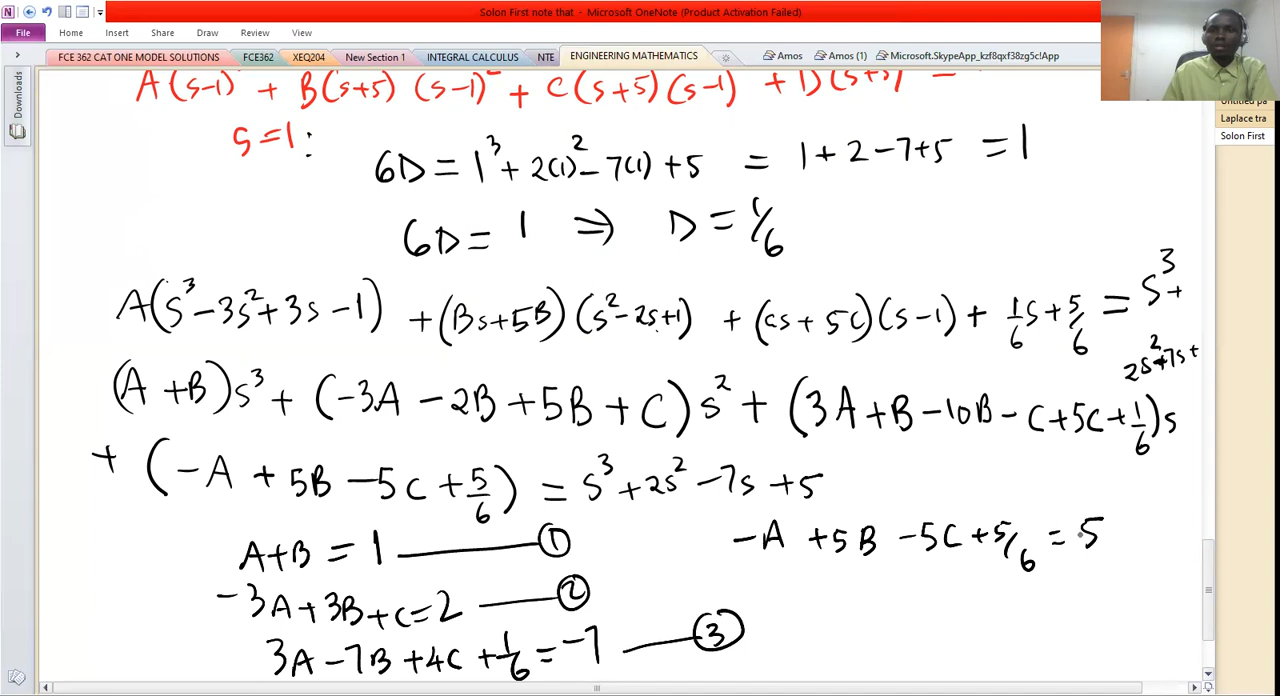 Solon First note that - Microsoft OneNote (Product Activation Failed)
File Home Insert Share Draw Review View
FCE 362 CAT ONE MODEL SOLUTIONS FCE362 XEQ204 New Section 1 INTEGRAL CALCULUS NTE ENGINEERING MATHEMATICS Amos Amos (1) Microsoft.SkypeApp_kzf8qxf38zg5c!App
Downloads
Untitled pa
Laplace tra
Solon First
A(s-1)³ + B(s+5)(s-1)² + C(s+5)(s-1) + D(s+5) =
s=1:
6D = 1³ + 2(1)² - 7(1) + 5 = 1 + 2 - 7 + 5 = 1
6D = 1 ⇒ D = 1/6
A(s³ - 3s² + 3s - 1) + (Bs + 5B)(s² - 2s + 1) + (cs + 5C)(s - 1) + 1/6 s + 5/6 = s³ +
2s² + 7s +
(A + B)s³ + (-3A - 2B + 5B + C)s² + (3A + B - 10B - C + 5C + 1/6)s
+ (-A + 5B - 5C + 5/6) = s³ + 2s² - 7s + 5
A+B = 1 ①
-A + 5B - 5C + 5/6 = 5
-3A + 3B + C = 2 ②
3A - 7B + 4C + 1/6 = -7 ③